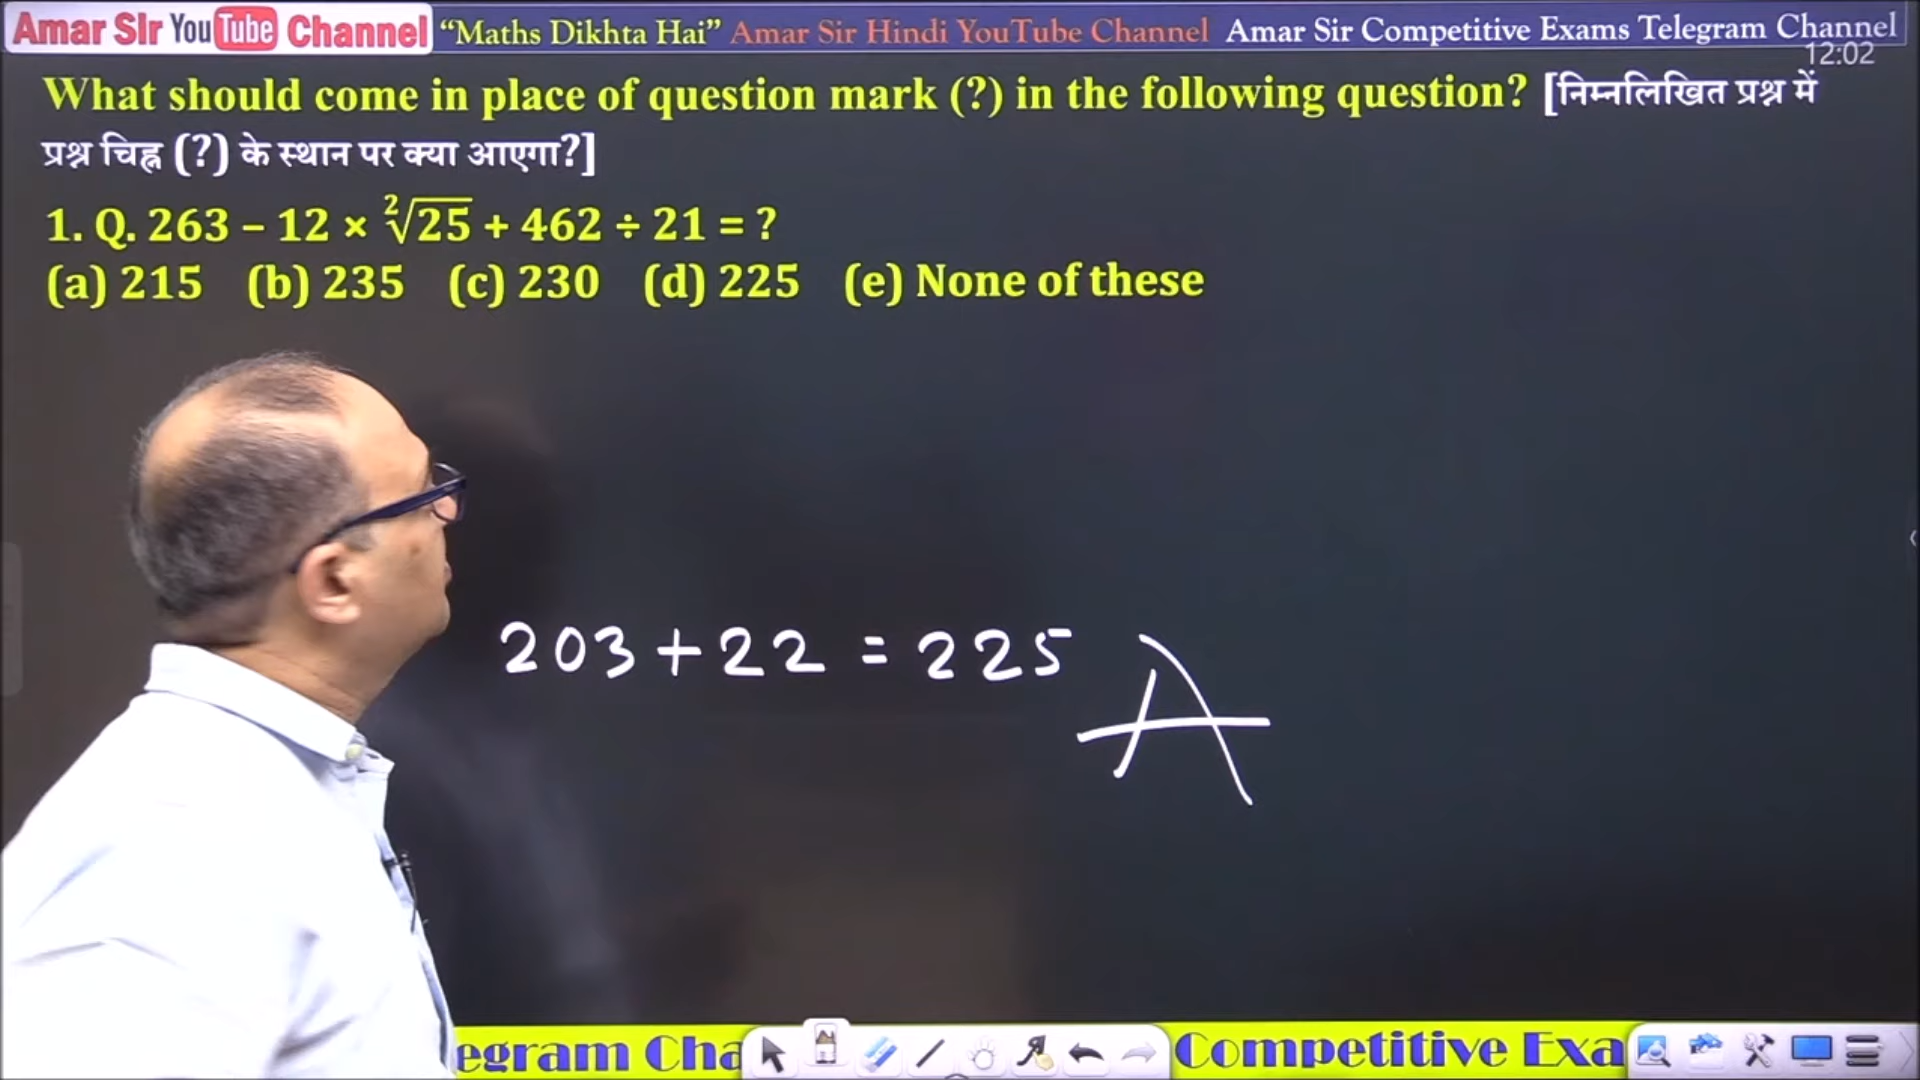 Amar SIr YouTube Channel "Maths Dikhta Hai" Amar Sir Hindi YouTube Channel Amar Sir Competitive Exams Telegram Channel
12:02
What should come in place of question mark (?) in the following question? [निम्नलिखित प्रश्न में
प्रश्न चिह्न (?) के स्थान पर क्या आएगा?]
1. Q. 263 – 12 × ²√25 + 462 ÷ 21 = ?
(a) 215 (b) 235 (c) 230 (d) 225 (e) None of these
203 + 22 = 225
A
egram Cha Competitive Exa